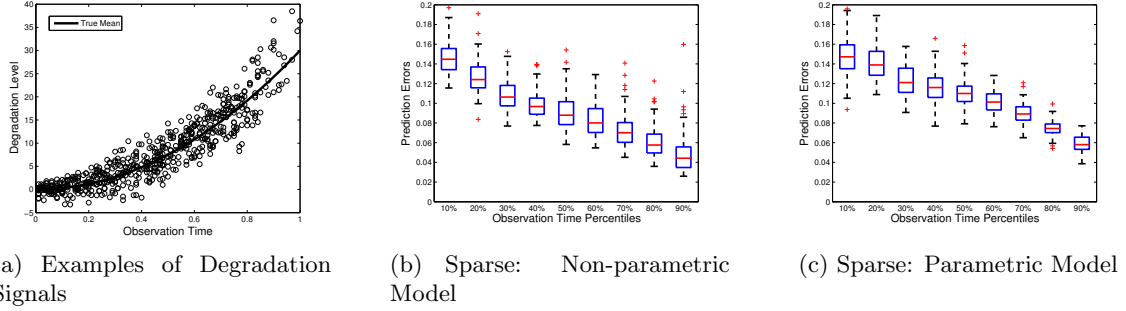 True Mean
Degradation Level
40
35
30
25
20
15
10
5
0
-5
0 0.2 0.4 0.6 0.8 1
Observation Time
Prediction Errors
0.2
0.18
0.16
0.14
0.12
0.1
0.08
0.06
0.04
0.02
0
10% 20% 30% 40% 50% 60% 70% 80% 90%
Observation Time Percentiles
Prediction Errors
0.2
0.18
0.16
0.14
0.12
0.1
0.08
0.06
0.04
0.02
0
10% 20% 30% 40% 50% 60% 70% 80% 90%
Observation Time Percentiles
a) Examples of Degradation
Signals
(b) Sparse: Non-parametric
Model
(c) Sparse: Parametric Model